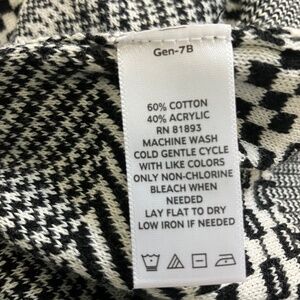 Gen-7B
60% COTTON
40% ACRYLIC
RN 81893
MACHINE WASH
COLD GENTLE CYCLE
WITH LIKE COLORS
ONLY NON-CHLORINE
BLEACH WHEN
NEEDED
LAY FLAT TO DRY
LOW IRON IF NEEDED